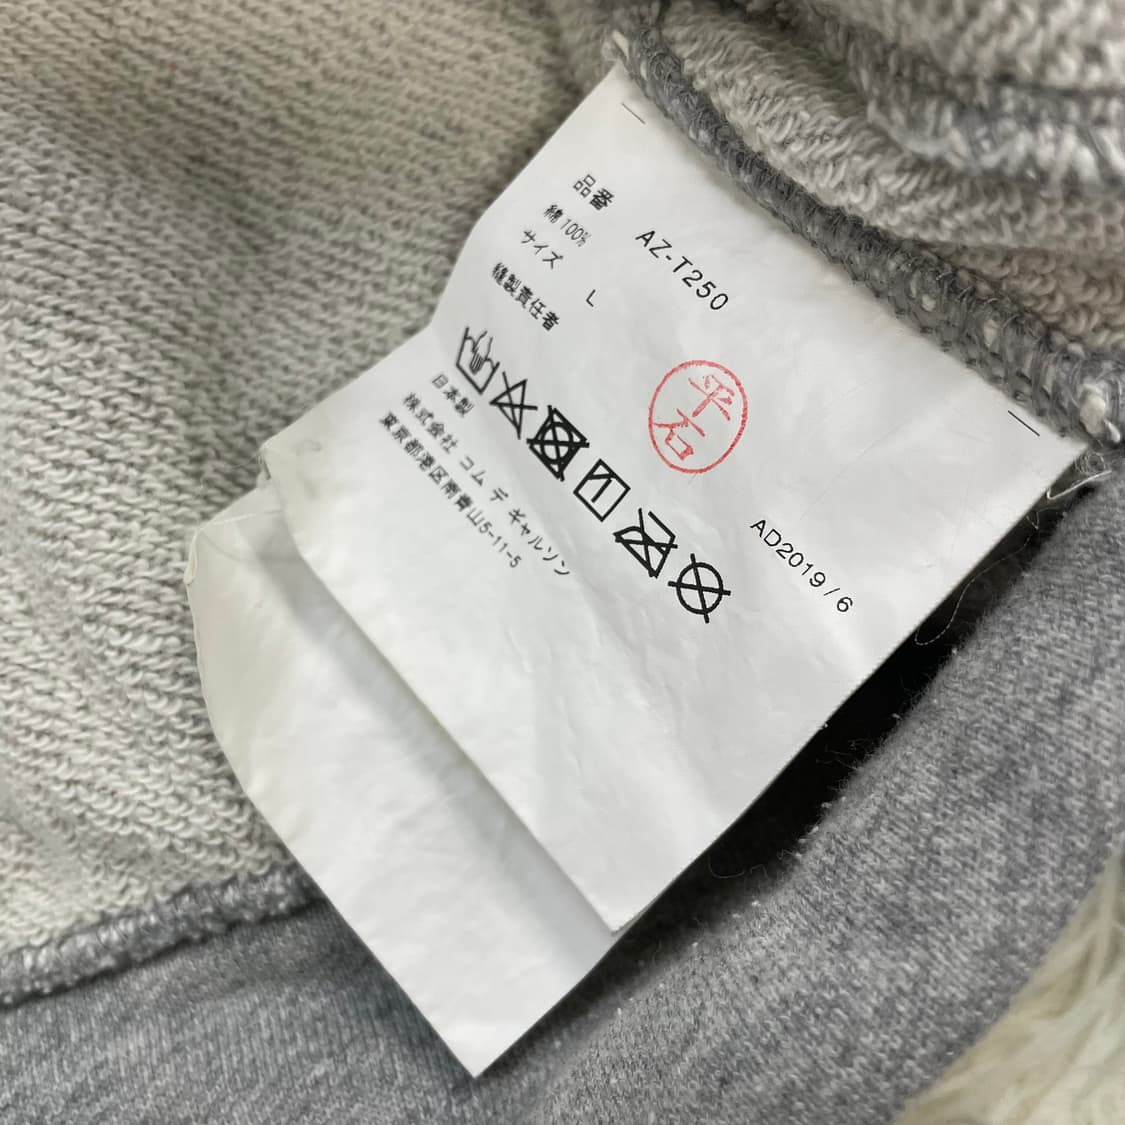 品番 AZ-T250
綿 100%
サイズ L
縫製責任者
平石
日本製
株式会社 コム デ ギャルソン
東京都港区南青山5-11-5
AD2019 / 6